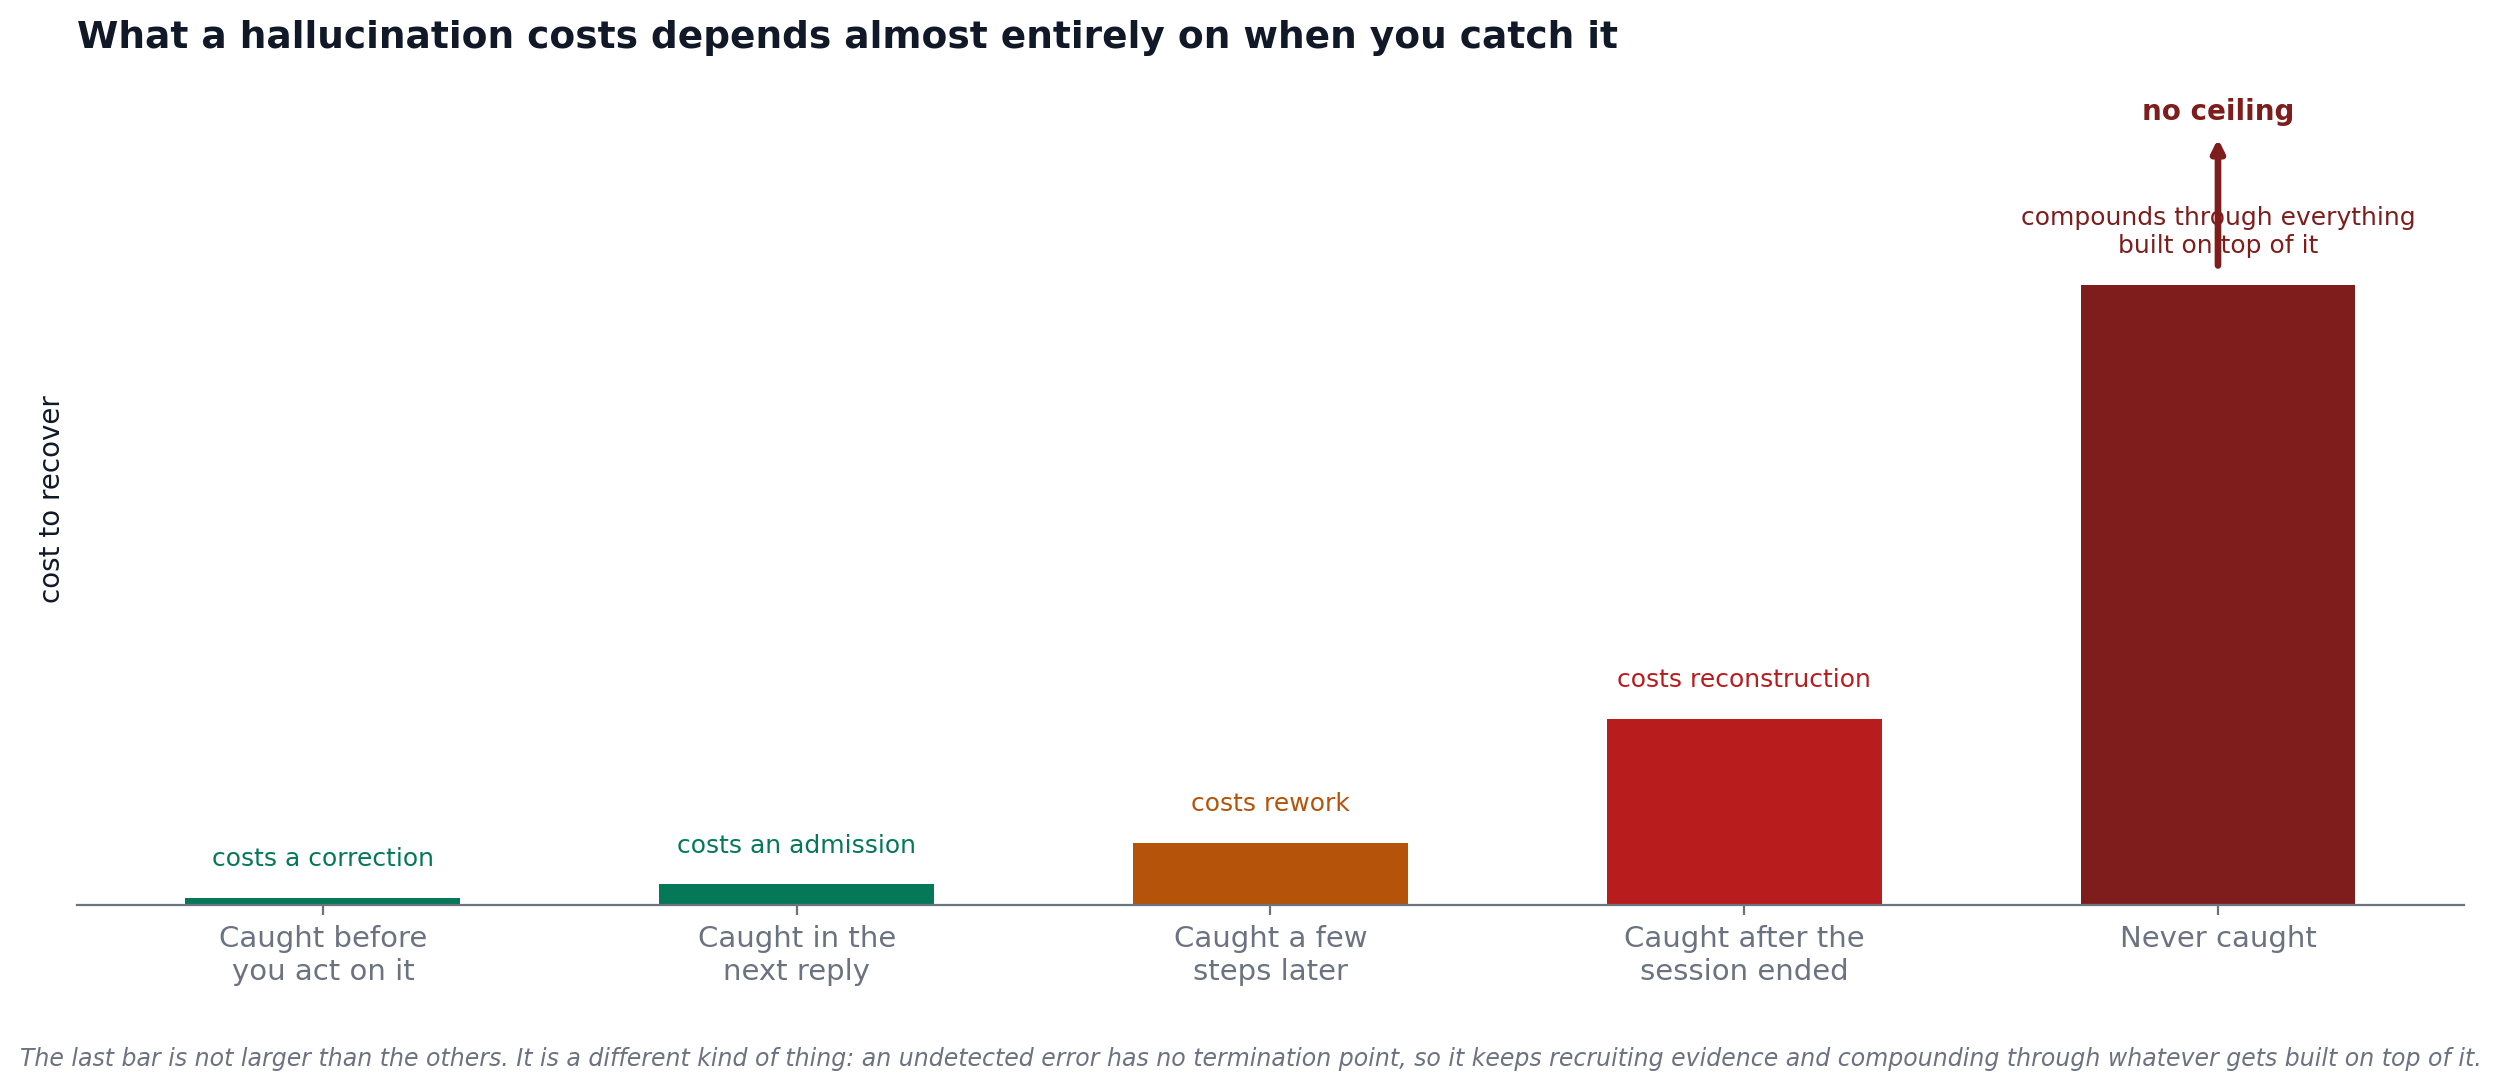 What a hallucination costs depends almost entirely on when you catch it
no ceiling
compounds through everything
built on top of it
cost to recover
costs reconstruction
costs rework
costs an admission
costs a correction
Caught before
you act on it
Caught in the
next reply
Caught a few
steps later
Caught after the
session ended
Never caught
The last bar is not larger than the others. It is a different kind of thing: an undetected error has no termination point, so it keeps recruiting evidence and compounding through whatever gets built on top of it.